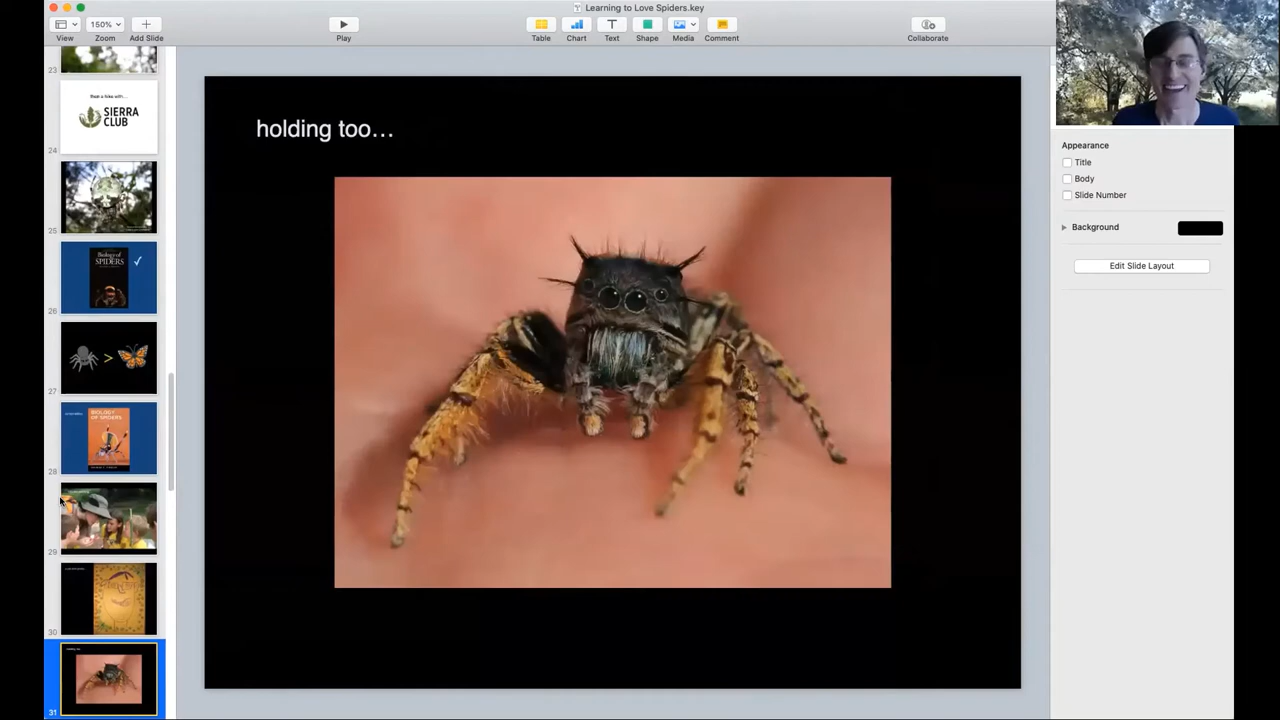 Learning to Love Spiders.key
150%
View
Zoom
Add Slide
Play
Table
Chart
Text
Shape
Media
Comment
Collaborate
23
SIERRA
CLUB
24
25
Biology of
SPIDERS
26
>
27
BIOLOGY
OF SPIDERS
28
29
30
holding too...
31
holding too...
Appearance
Title
Body
Slide Number
Background
Edit Slide Layout